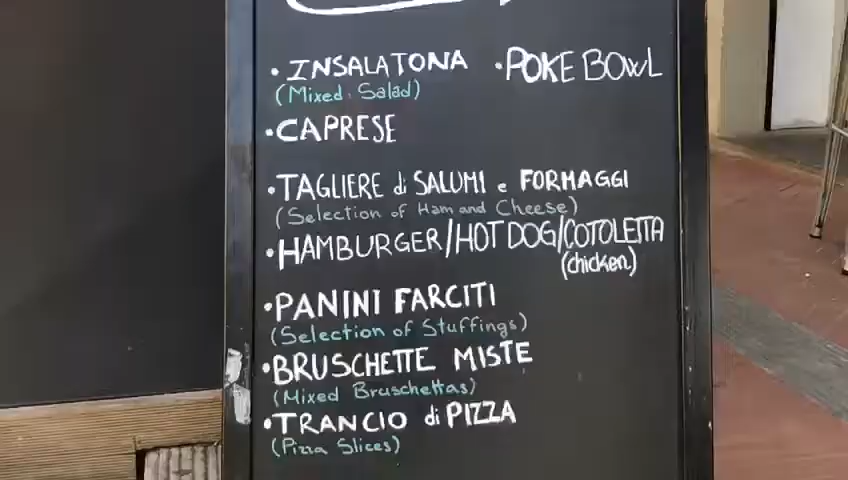 • INSALATONA • POKE BOWL
(Mixed Salad)
• CAPRESE
• TAGLIERE di SALUMI e FORMAGGI
(Selection of Ham and Cheese)
• HAMBURGER/HOT DOG/COTOLETTA
(chicken)
• PANINI FARCITI
(Selection of Stuffings)
• BRUSCHETTE MISTE
(Mixed Bruschettas)
• TRANCIO di PIZZA
(Pizza Slices)